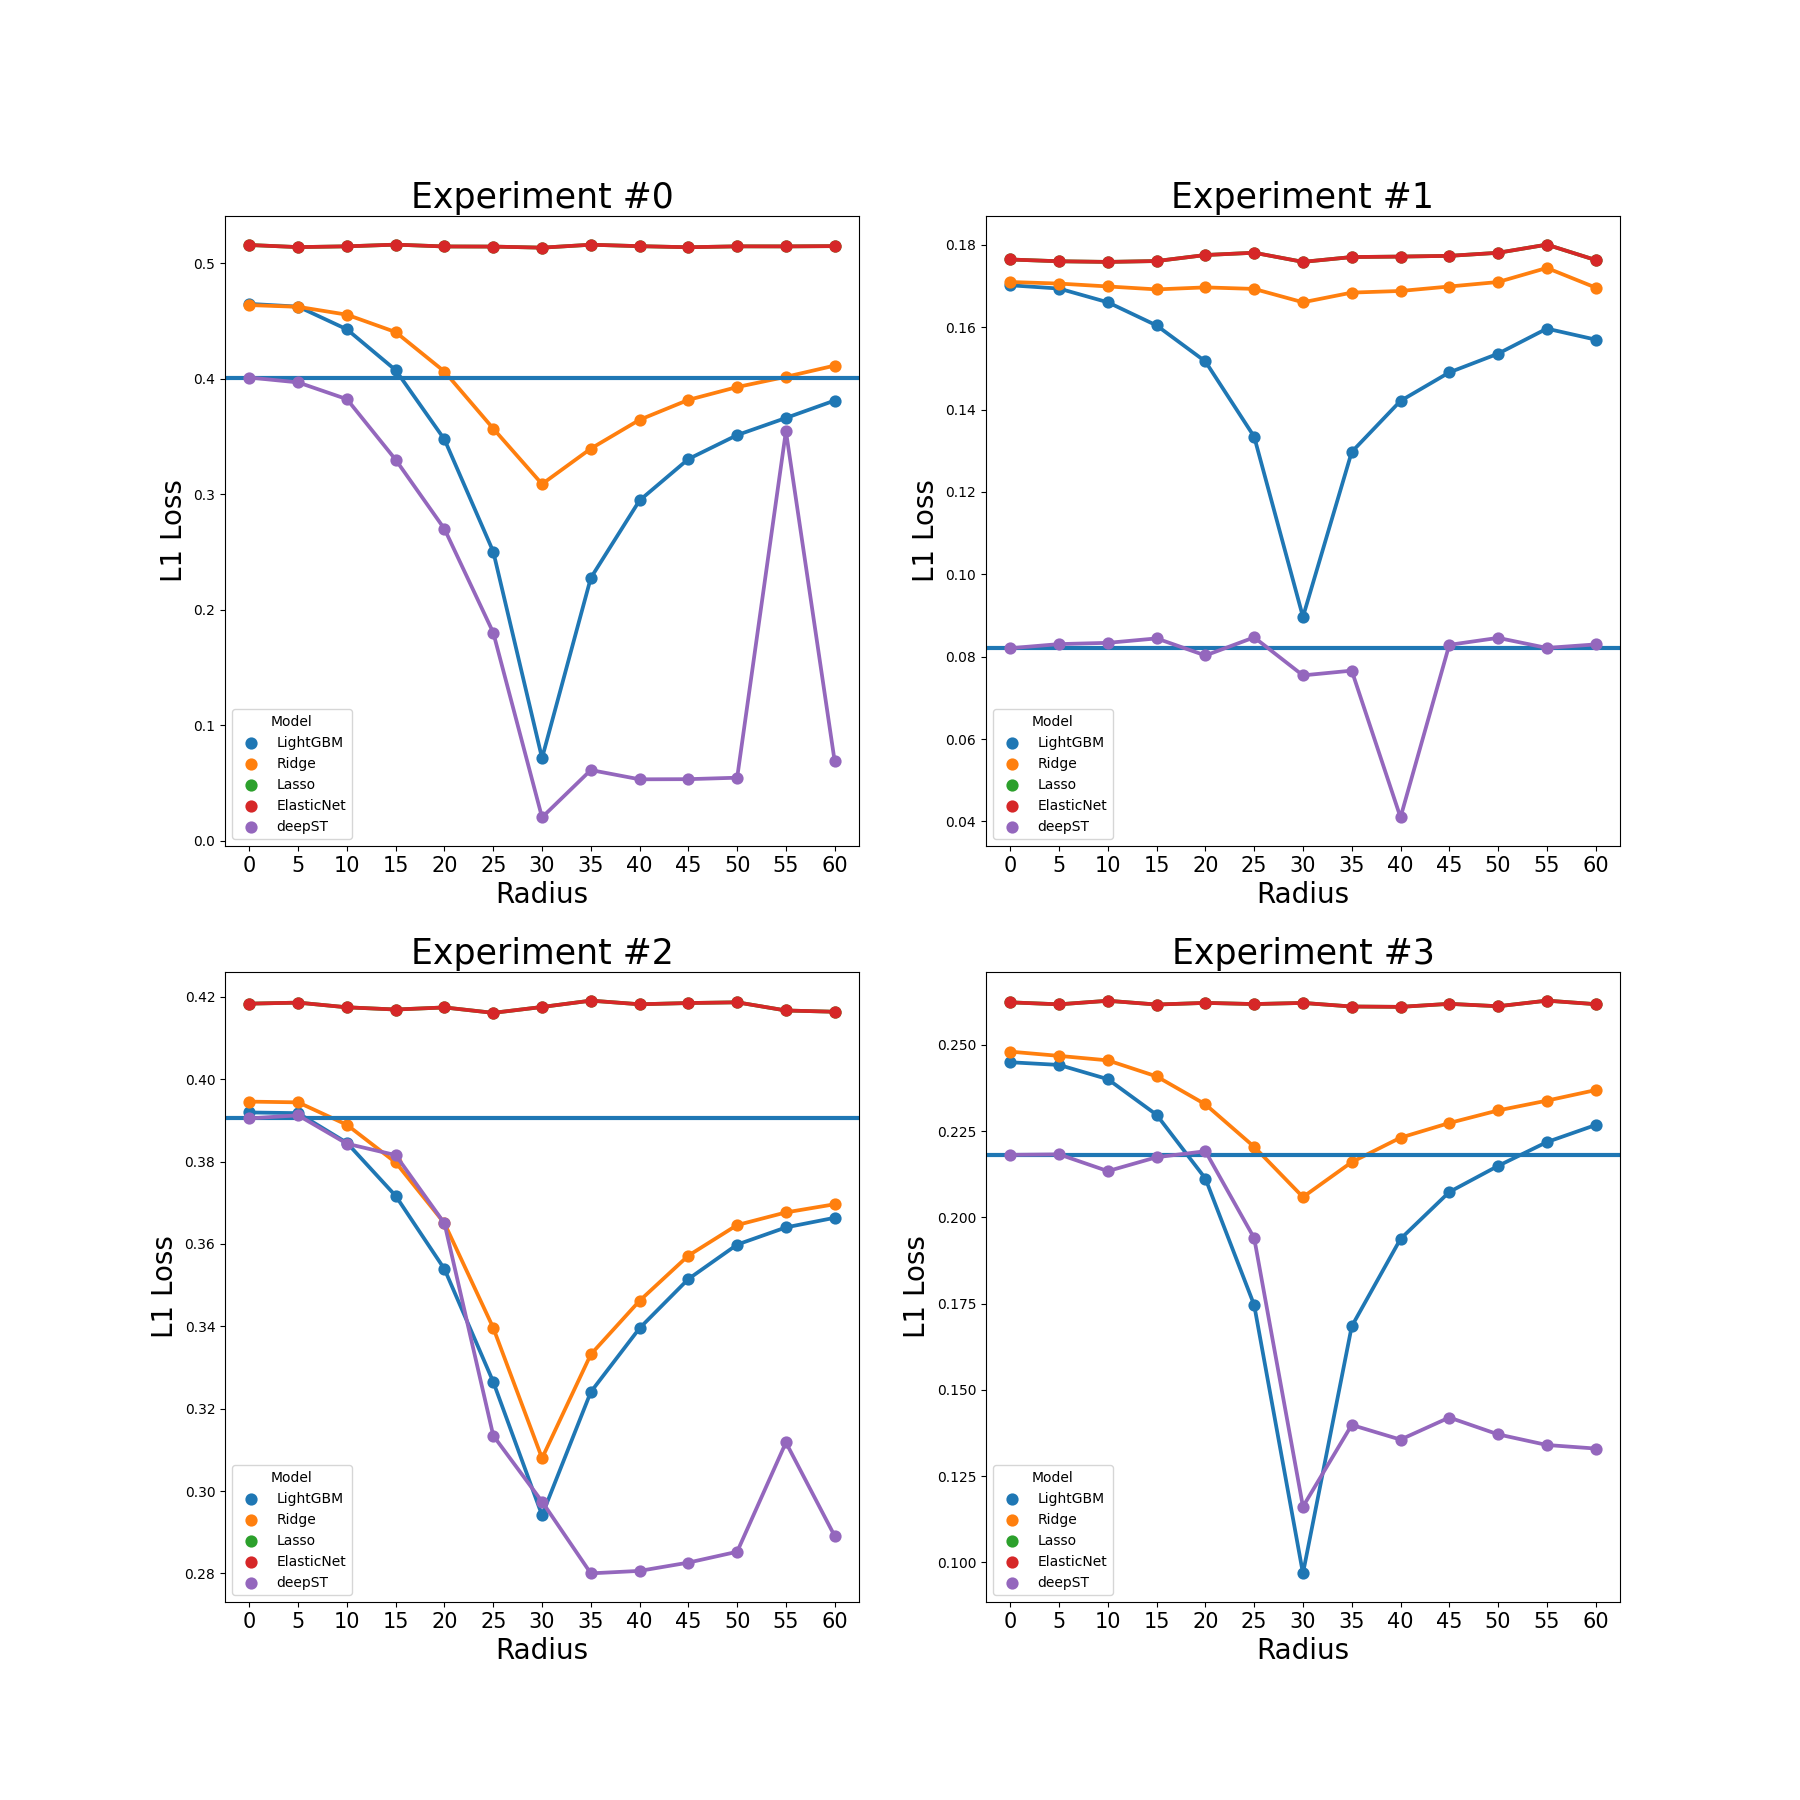 Experiment #0
L1 Loss
0.5
0.4
0.3
0.2
0.1
0.0
Model
LightGBM
Ridge
Lasso
ElasticNet
deepST
0 5 10 15 20 25 30 35 40 45 50 55 60
Radius
Experiment #1
L1 Loss
0.18
0.16
0.14
0.12
0.10
0.08
0.06
0.04
Model
LightGBM
Ridge
Lasso
ElasticNet
deepST
0 5 10 15 20 25 30 35 40 45 50 55 60
Radius
Experiment #2
L1 Loss
0.42
0.40
0.38
0.36
0.34
0.32
0.30
0.28
Model
LightGBM
Ridge
Lasso
ElasticNet
deepST
0 5 10 15 20 25 30 35 40 45 50 55 60
Radius
Experiment #3
L1 Loss
0.250
0.225
0.200
0.175
0.150
0.125
0.100
Model
LightGBM
Ridge
Lasso
ElasticNet
deepST
0 5 10 15 20 25 30 35 40 45 50 55 60
Radius